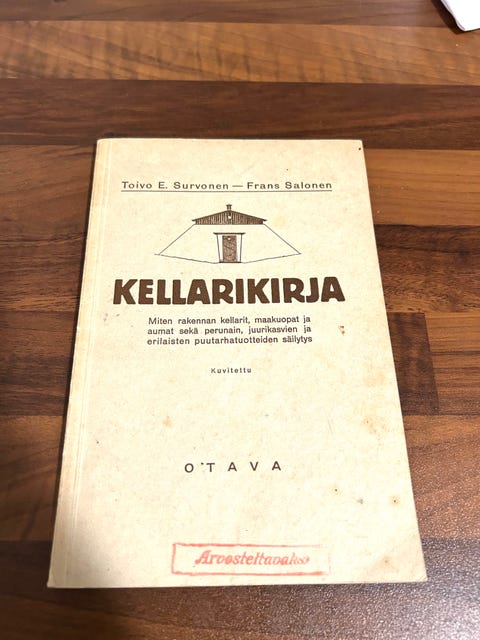 Toivo E. Survonen — Frans Salonen
KELLARIKIRJA
Miten rakennan kellarit, maakuopat ja
aumat sekä perunain, juurikasvien ja
erilaisten puutarhatuotteiden säilytys
Kuvitettu
OTAVA
Arvosteltavaksi